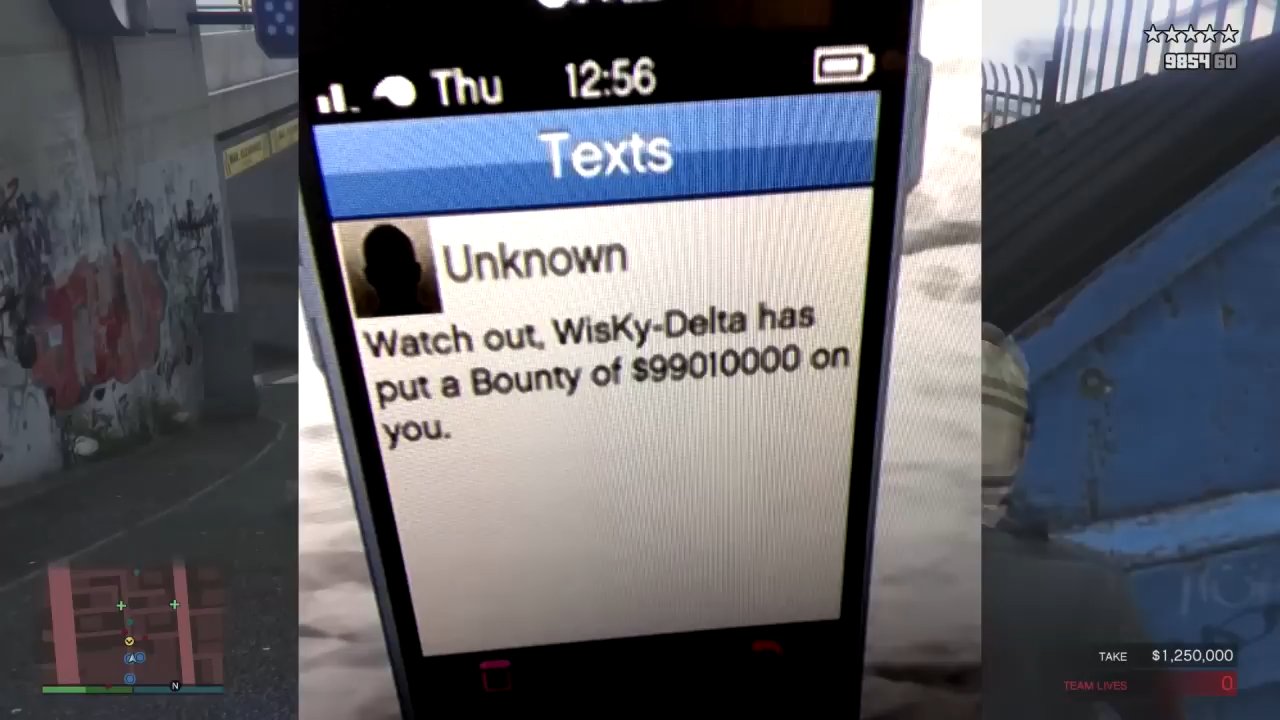 Thu 12:56
Texts
Unknown
Watch out, WisKy-Delta has
put a Bounty of $99010000 on
you.
9854 60
N
TAKE $1,250,000
TEAM LIVES 0